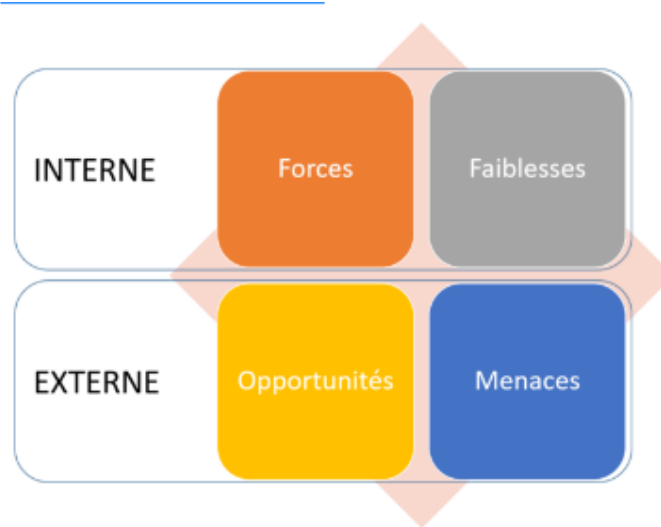 INTERNE
Forces
Faiblesses
EXTERNE
Opportunités
Menaces